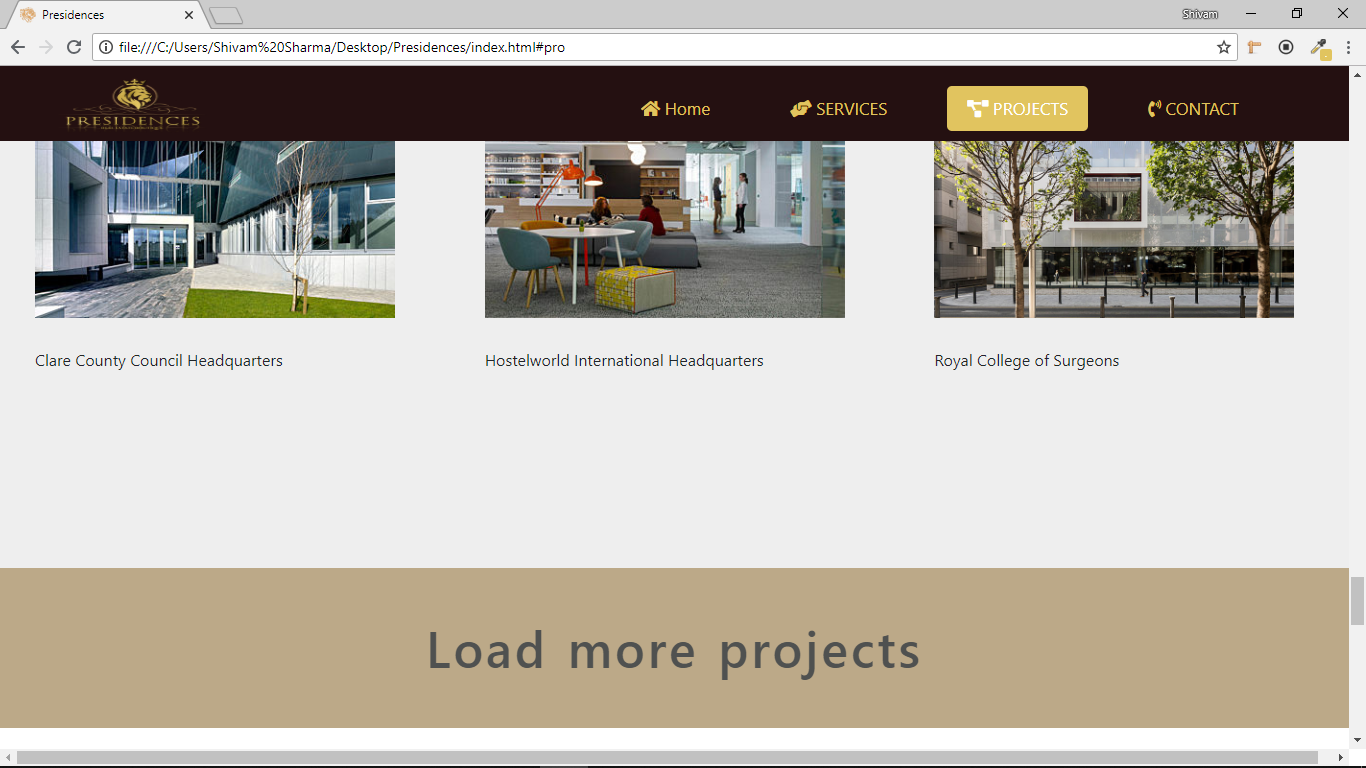 Presidences
Shivam
file:///C:/Users/Shivam%20Sharma/Desktop/Presidences/index.html#pro
PRESIDENCES
Home
SERVICES
PROJECTS
CONTACT
Clare County Council Headquarters
Hostelworld International Headquarters
Royal College of Surgeons
Load more projects